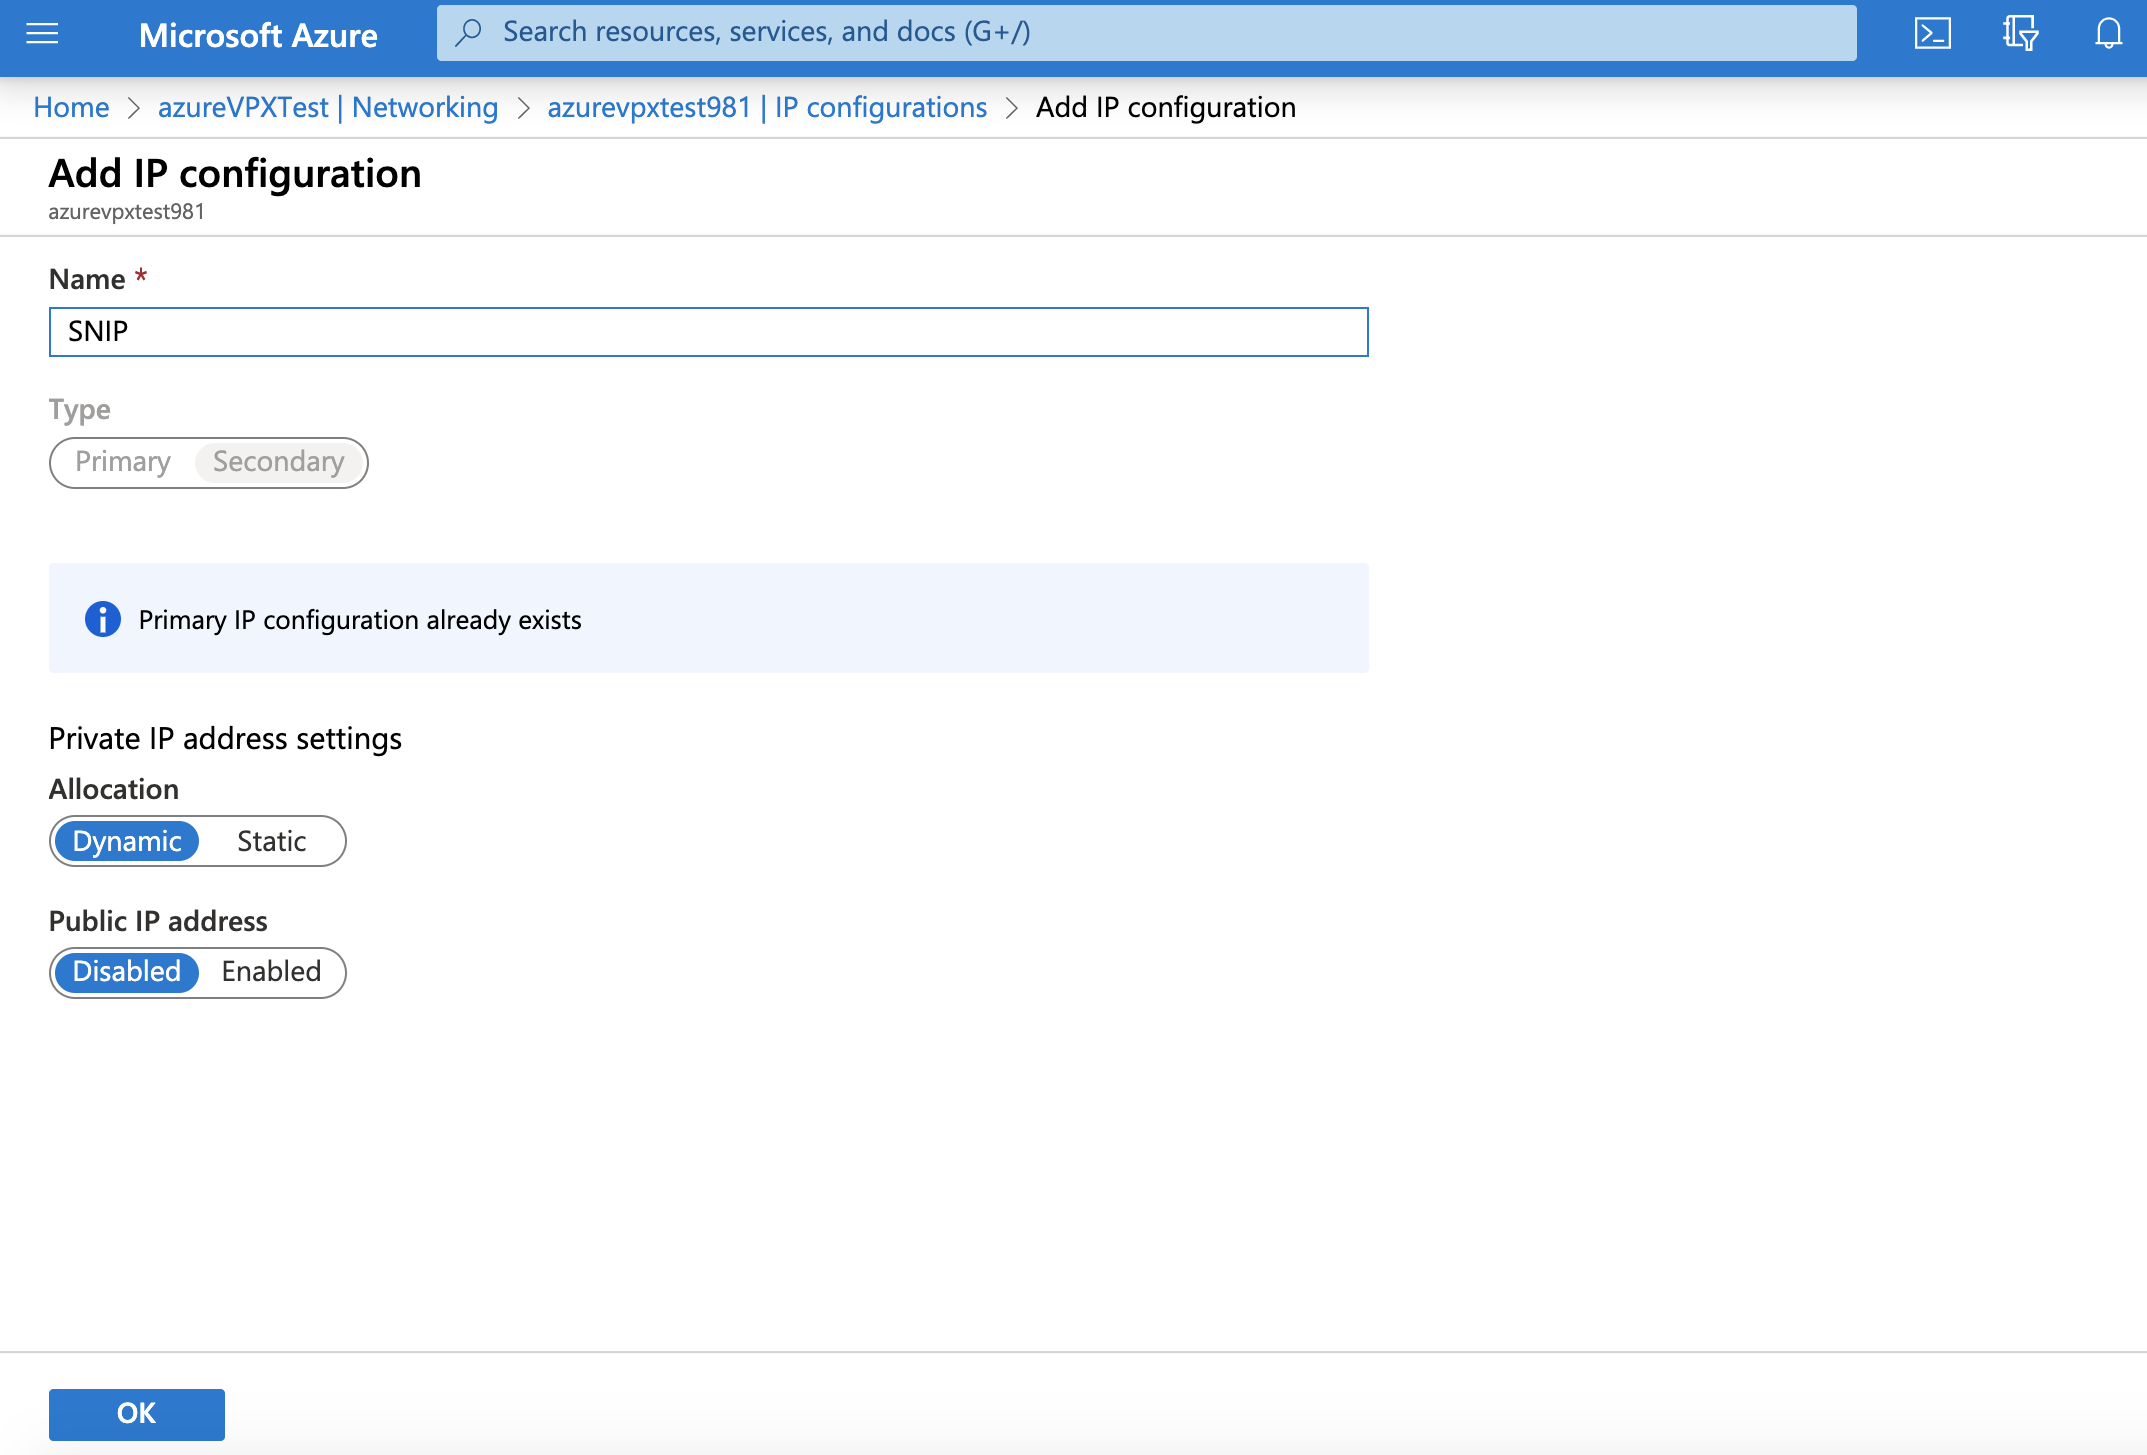 Microsoft Azure
Search resources, services, and docs (G+/)
Home > azureVPXTest | Networking > azurevpxtest981 | IP configurations > Add IP configuration
Add IP configuration
azurevpxtest981
Name *
SNIP
Type
Primary Secondary
Primary IP configuration already exists
Private IP address settings
Allocation
Dynamic Static
Public IP address
Disabled Enabled
OK